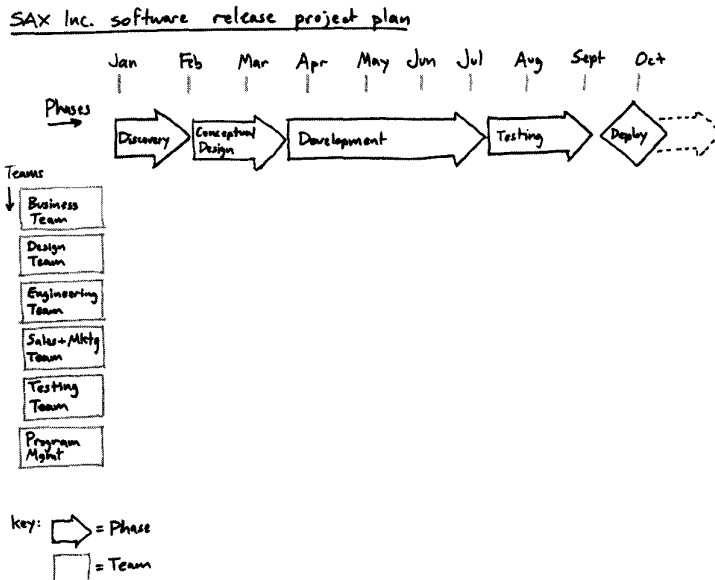 SAX Inc. software release project plan
Jan Feb Mar Apr May Jun Jul Aug Sept Oct
Phases
Discovery
Conceptual
Design
Development
Testing
Deploy
Teams
Business
Team
Design
Team
Engineering
Team
Sales+Mktg
Team
Testing
Team
Program
Mgmt
key:
= Phase
= Team